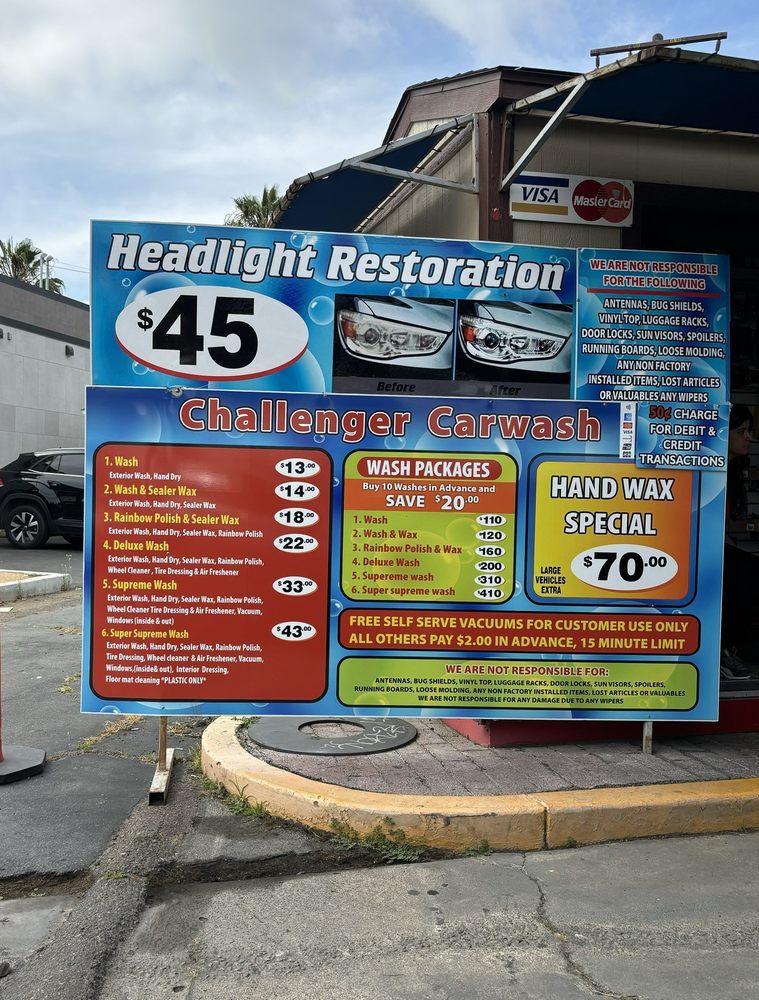 VISA MasterCard
Headlight Restoration
$45
Before After
WE ARE NOT RESPONSIBLE
FOR THE FOLLOWING
ANTENNAS, BUG SHIELDS,
VINYL TOP, LUGGAGE RACKS,
DOOR LOCKS, SUN VISORS, SPOILERS,
RUNNING BOARDS, LOOSE MOLDING,
ANY NON FACTORY
INSTALLED ITEMS, LOST ARTICLES
OR VALUABLES ANY WIPERS
50¢ CHARGE
FOR DEBIT &
CREDIT
TRANSACTIONS
Challenger Carwash
1. Wash $13.00
Exterior Wash, Hand Dry
2. Wash & Sealer Wax $14.00
Exterior Wash, Hand Dry, Sealer Wax
3. Rainbow Polish & Sealer Wax $18.00
Exterior Wash, Hand Dry, Sealer Wax, Rainbow Polish
4. Deluxe Wash $22.00
Exterior Wash, Hand Dry, Sealer Wax, Rainbow Polish,
Wheel Cleaner , Tire Dressing & Air Freshener
5. Supreme Wash $33.00
Exterior Wash, Hand Dry, Sealer Wax, Rainbow Polish,
Wheel Cleaner Tire Dressing & Air Freshener, Vacuum,
Windows (inside & out)
6. Super Supreme Wash $43.00
Exterior Wash, Hand Dry, Sealer Wax, Rainbow Polish,
Tire Dressing, Wheel cleaner & Air Freshener, Vacuum,
Windows,(inside& out), Interior Dressing,
Floor mat cleaning *PLASTIC ONLY*
WASH PACKAGES
Buy 10 Washes in Advance and
SAVE $20.00
1. Wash $110
2. Wash & Wax $120
3. Rainbow Polish & Wax $160
4. Deluxe Wash $200
5. Supereme wash $310
6. Super supreme wash $410
HAND WAX
SPECIAL
$70.00
LARGE
VEHICLES
EXTRA
FREE SELF SERVE VACUUMS FOR CUSTOMER USE ONLY
ALL OTHERS PAY $2.00 IN ADVANCE, 15 MINUTE LIMIT
WE ARE NOT RESPONSIBLE FOR:
ANTENNAS, BUG SHIELDS, VINYL TOP, LUGGAGE RACKS, DOOR LOCKS, SUN VISORS, SPOILERS,
RUNNING BOARDS, LOOSE MOLDING, ANY NON FACTORY INSTALLED ITEMS, LOST ARTICLES OR VALUABLES
WE ARE NOT RESPONSIBLE FOR ANY DAMAGE DUE TO ANY WIPERS